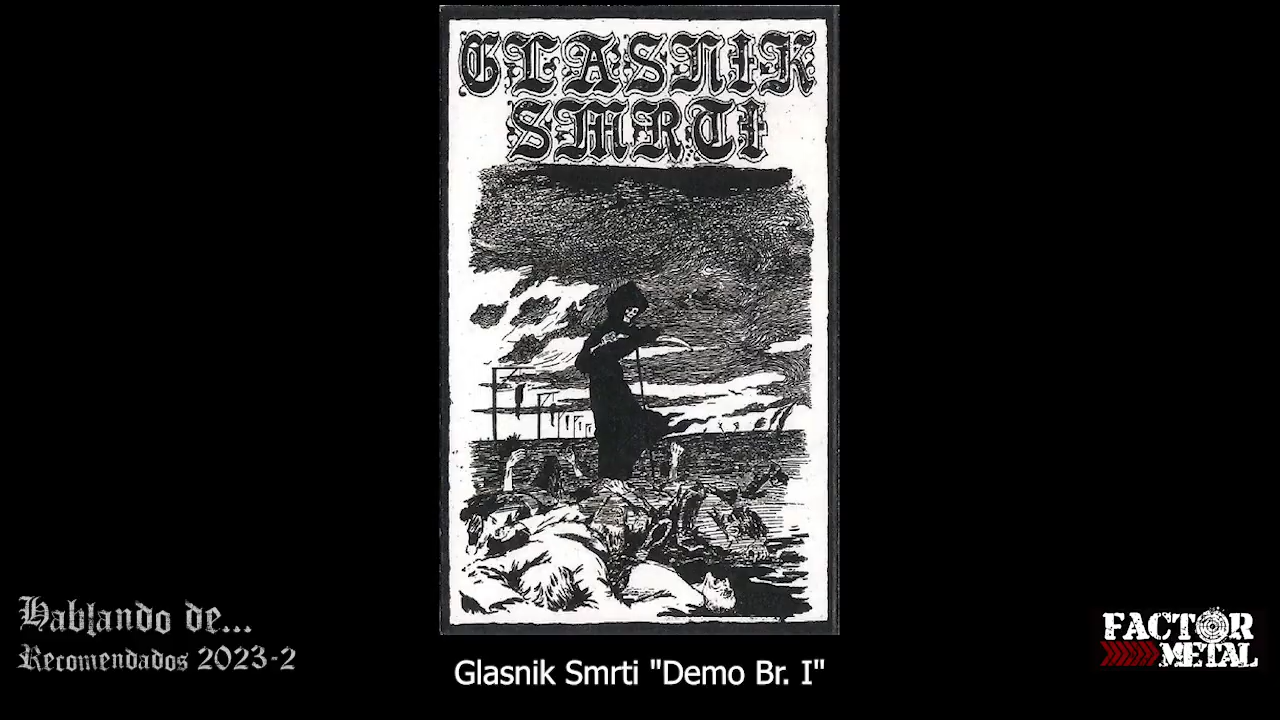 GLASNIK
SMRTI
Hablando de...
Recomendados 2023-2
Glasnik Smrti "Demo Br. I"
FACTOR
METAL